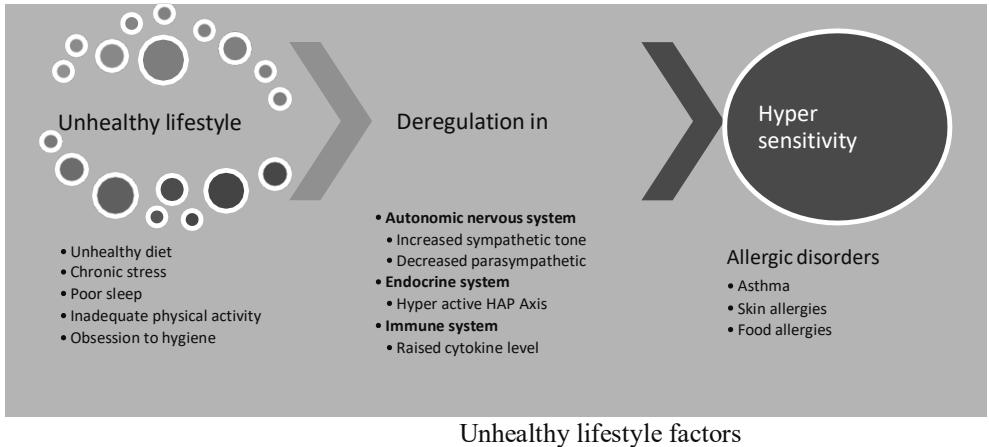 Unhealthy lifestyle
• Unhealthy diet
• Chronic stress
• Poor sleep
• Inadequate physical activity
• Obsession to hygiene
Deregulation in
• Autonomic nervous system
• Increased sympathetic tone
• Decreased parasympathetic
• Endocrine system
• Hyper active HAP Axis
• Immune system
• Raised cytokine level
Hyper
sensitivity
Allergic disorders
• Asthma
• Skin allergies
• Food allergies
Unhealthy lifestyle factors